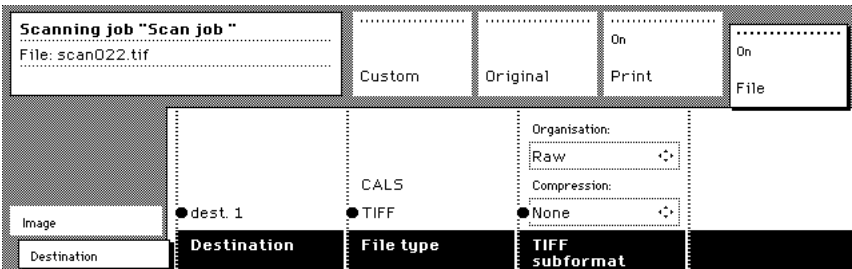 Scanning job "Scan job "
File: scan022.tif
Custom
Original
On
Print
On
File
Image
Destination
dest. 1
Destination
CALS
TIFF
File type
Organisation:
Raw
Compression:
None
TIFF
subformat